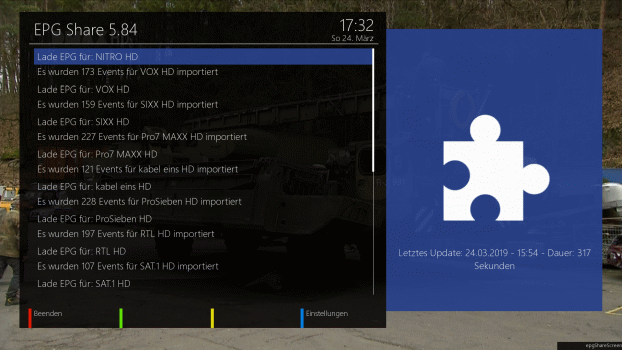 EPG Share 5.84
17:32
So 24. März
Lade EPG für: NITRO HD
Es wurden 173 Events für VOX HD importiert
Lade EPG für: VOX HD
Es wurden 159 Events für SIXX HD importiert
Lade EPG für: SIXX HD
Es wurden 227 Events für Pro7 MAXX HD importiert
Lade EPG für: Pro7 MAXX HD
Es wurden 121 Events für kabel eins HD importiert
Lade EPG für: kabel eins HD
Es wurden 228 Events für ProSieben HD importiert
Lade EPG für: ProSieben HD
Es wurden 197 Events für RTL HD importiert
Lade EPG für: RTL HD
Es wurden 107 Events für SAT.1 HD importiert
Lade EPG für: SAT.1 HD
Letztes Update: 24.03.2019 - 15:54 - Dauer: 317
Sekunden
Beenden
Einstellungen
epgShareScreen